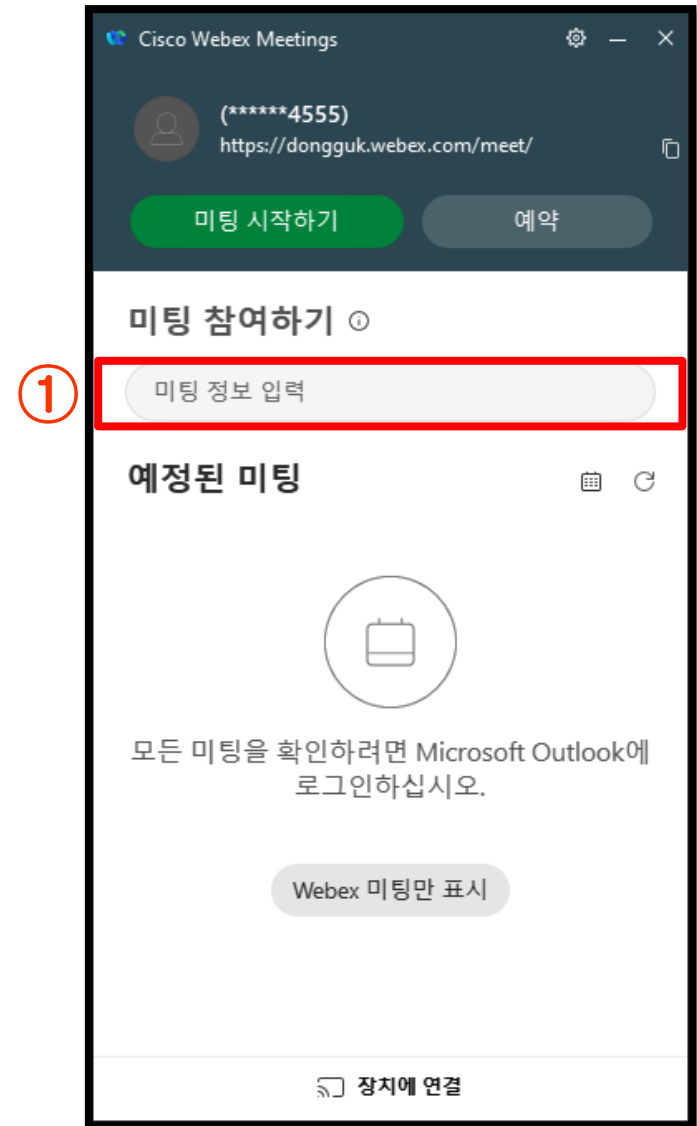 Cisco Webex Meetings
(******4555)
https://dongguk.webex.com/meet/
미팅 시작하기
예약
미팅 참여하기
①
미팅 정보 입력
예정된 미팅
모든 미팅을 확인하려면 Microsoft Outlook에
로그인하십시오.
Webex 미팅만 표시
장치에 연결